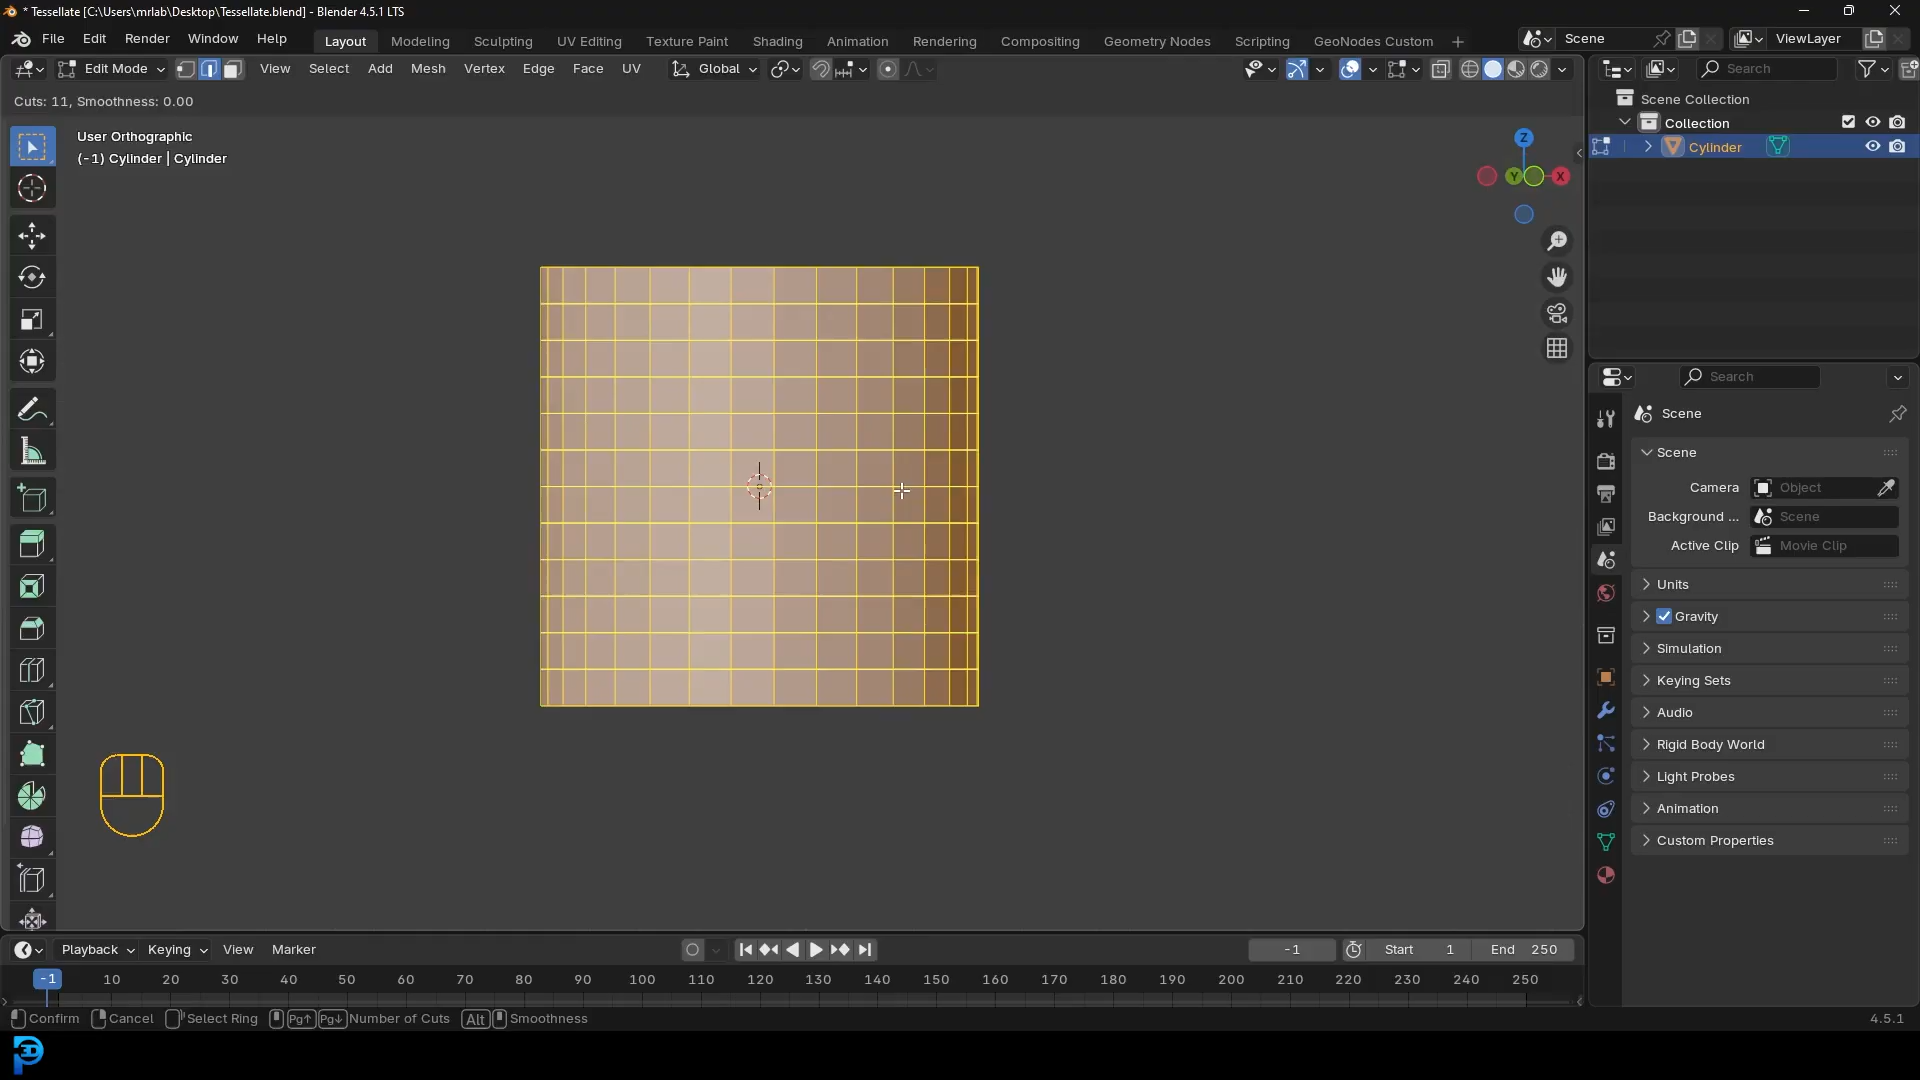 * Tessellate [C:\Users\mrlab\Desktop\Tessellate.blend] - Blender 4.5.1 LTS
File Edit Render Window Help Layout Modeling Sculpting UV Editing Texture Paint Shading Animation Rendering Compositing Geometry Nodes Scripting GeoNodes Custom + Scene ViewLayer
Edit Mode View Select Add Mesh Vertex Edge Face UV Global Search
Cuts: 11, Smoothness: 0.00
Scene Collection
Collection
Cylinder
User Orthographic
(-1) Cylinder | Cylinder
Z
Y
X
Search
Scene
Scene
Camera Object
Background ... Scene
Active Clip Movie Clip
Units
Gravity
Simulation
Keying Sets
Audio
Rigid Body World
Light Probes
Animation
Custom Properties
Playback Keying View Marker -1 Start 1 End 250
-1 10 20 30 40 50 60 70 80 90 100 110 120 130 140 150 160 170 180 190 200 210 220 230 240 250
Confirm Cancel Select Ring Pg↑ Pg↓ Number of Cuts Alt Smoothness 4.5.1